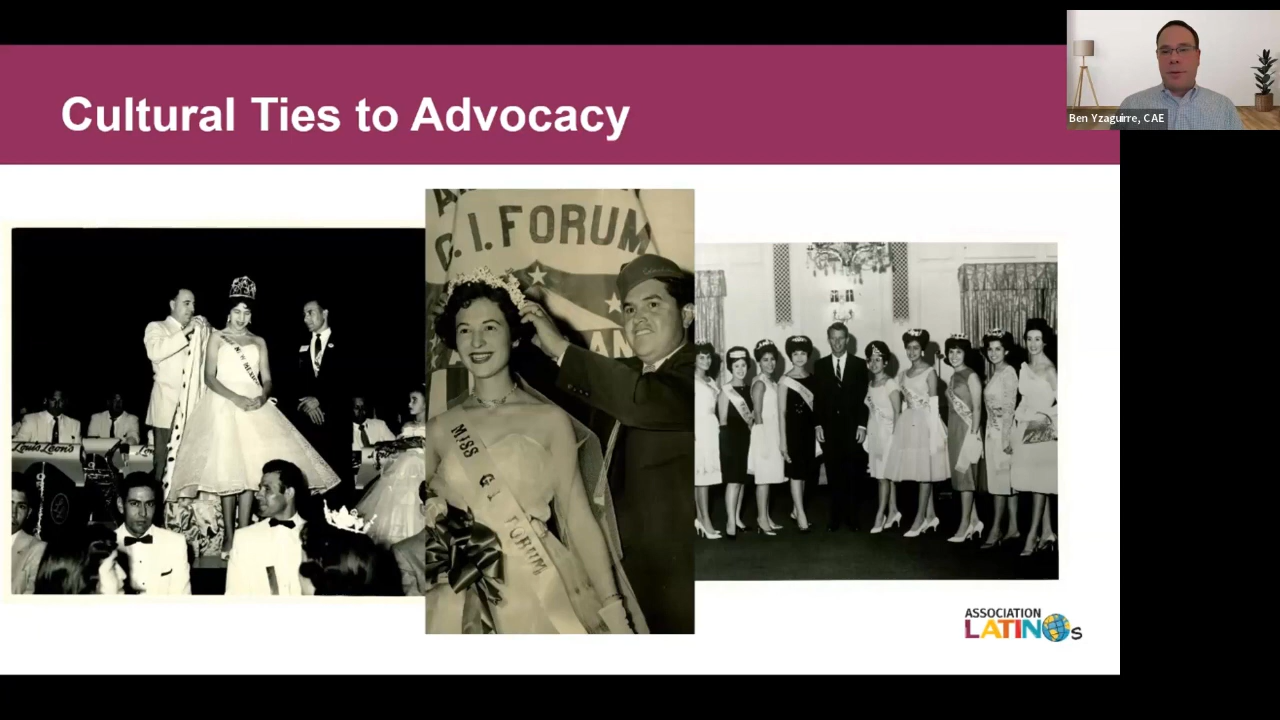 Cultural Ties to Advocacy
Ben Yzaguirre, CAE
G. I. FORUM
MISS G I FORUM
ASSOCIATION
LATINOS